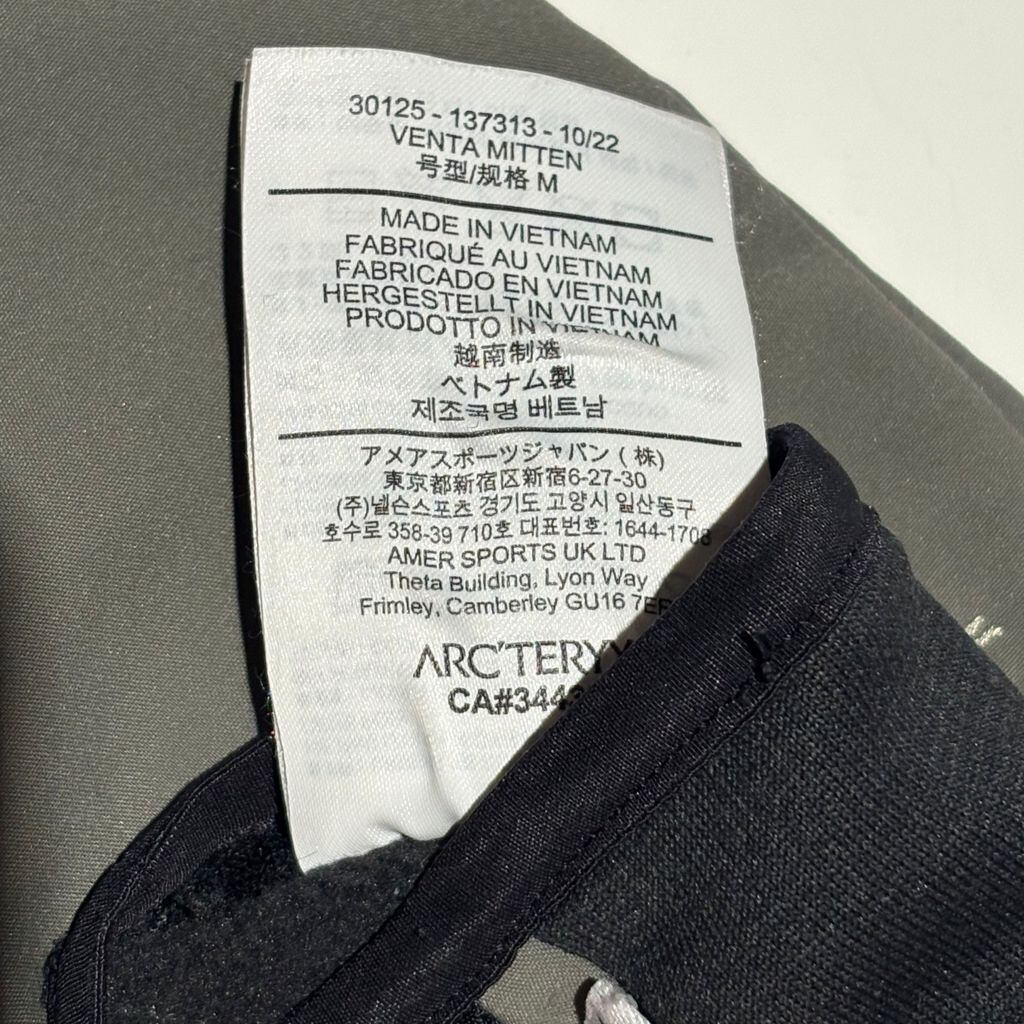 30125 - 137313 - 10/22
VENTA MITTEN
号型/规格 M
MADE IN VIETNAM
FABRIQUÉ AU VIETNAM
FABRICADO EN VIETNAM
HERGESTELLT IN VIETNAM
PRODOTTO IN VIETNAM
越南制造
ベトナム製
제조국명 베트남
アメアスポーツジャパン (株)
東京都新宿区新宿6-27-30
(주)넬슨스포츠 경기도 고양시 일산동구
호수로 358-39 710호 대표번호: 1644-1708
AMER SPORTS UK LTD
Theta Building, Lyon Way
Frimley, Camberley GU16
ARC'TERYX